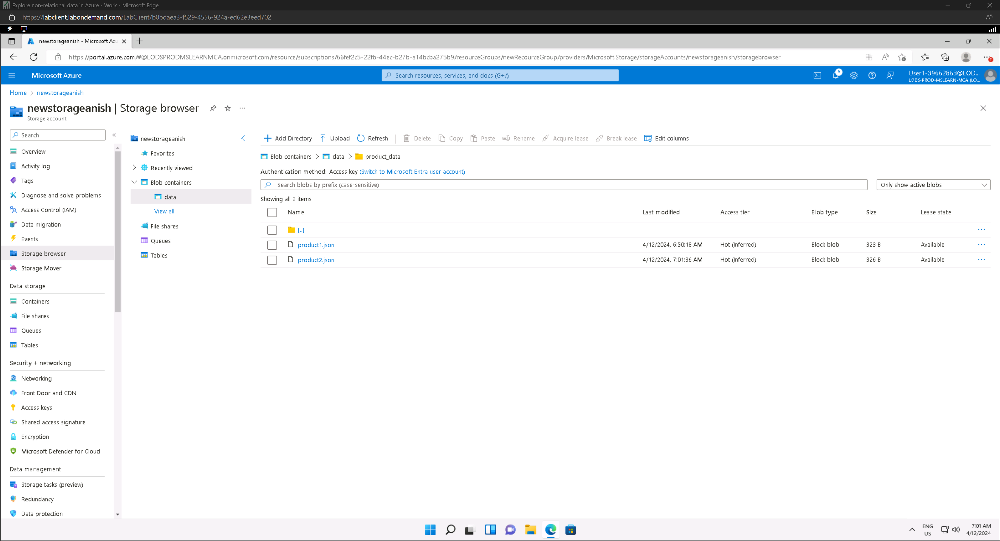 Explore non-relational data in Azure - Work - Microsoft Edge
https://labclient.labondemand.com/LabClient/b0bdaea3-f529-4556-924a-ed62e3eed702
newstorageanish - Microsoft Azu
https://portal.azure.com/#@LODSPRODMSLEARNMCA.onmicrosoft.com/resource/subscriptions/66fef2c5-22fb-44ec-b27b-a14bcba275b9/resourceGroups/newRecourceGroup/providers/Microsoft.Storage/storageAccounts/newstorageanish/storagebrowser
Microsoft Azure
Search resources, services, and docs (G+/)
5
User1-39662863@LOD...
LODS-PROD-MSLEARN-MCA (LO...
Home > newstorageanish
newstorageanish | Storage browser
Storage account
Search
Overview
Activity log
Tags
Diagnose and solve problems
Access Control (IAM)
Data migration
Events
Storage browser
Storage Mover
Data storage
Containers
File shares
Queues
Tables
Security + networking
Networking
Front Door and CDN
Access keys
Shared access signature
Encryption
Microsoft Defender for Cloud
Data management
Storage tasks (preview)
Redundancy
Data protection
newstorageanish
Favorites
Recently viewed
Blob containers
data
View all
File shares
Queues
Tables
Add Directory Upload Refresh Delete Copy Paste Rename Acquire lease Break lease Edit columns
Blob containers > data > product_data
Authentication method: Access key (Switch to Microsoft Entra user account)
Search blobs by prefix (case-sensitive)
Only show active blobs
Showing all 2 items
Name Last modified Access tier Blob type Size Lease state
[..]
product1.json 4/12/2024, 6:50:18 AM Hot (Inferred) Block blob 323 B Available
product2.json 4/12/2024, 7:01:36 AM Hot (Inferred) Block blob 326 B Available
ENG
US
7:01 AM
4/12/2024